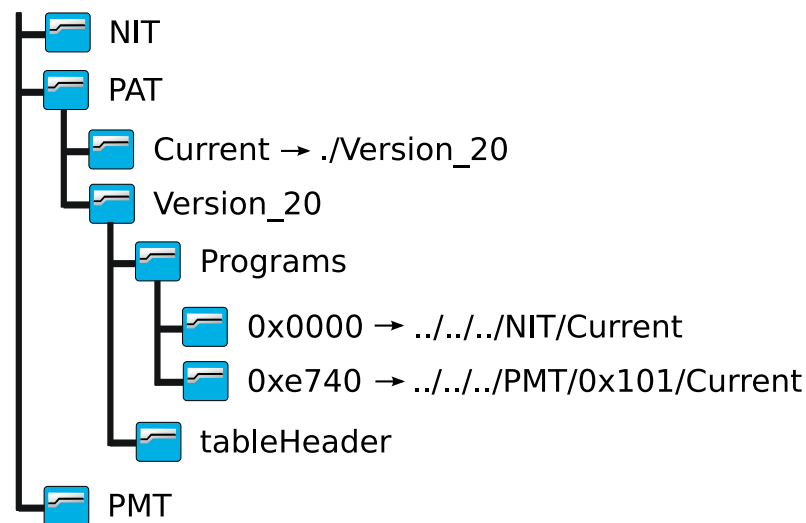 NIT
PAT
Current → ./Version_20
Version_20
Programs
0x0000 → ../../../NIT/Current
0xe740 → ../../../PMT/0x101/Current
tableHeader
PMT